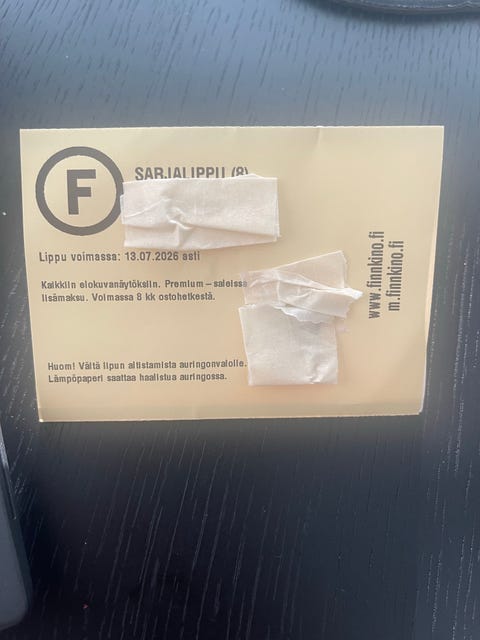 F
SARJALIPPU (8)
Lippu voimassa: 13.07.2026 asti
Kaikkiin elokuvanäytöksiin. Premium – saleissa
lisämaksu. Voimassa 8 kk ostohetkestä.
Huom! Vältä lipun altistamista auringonvalolle.
Lämpöpaperi saattaa haalistua auringossa.
www.finnkino.fi
m.finnkino.fi